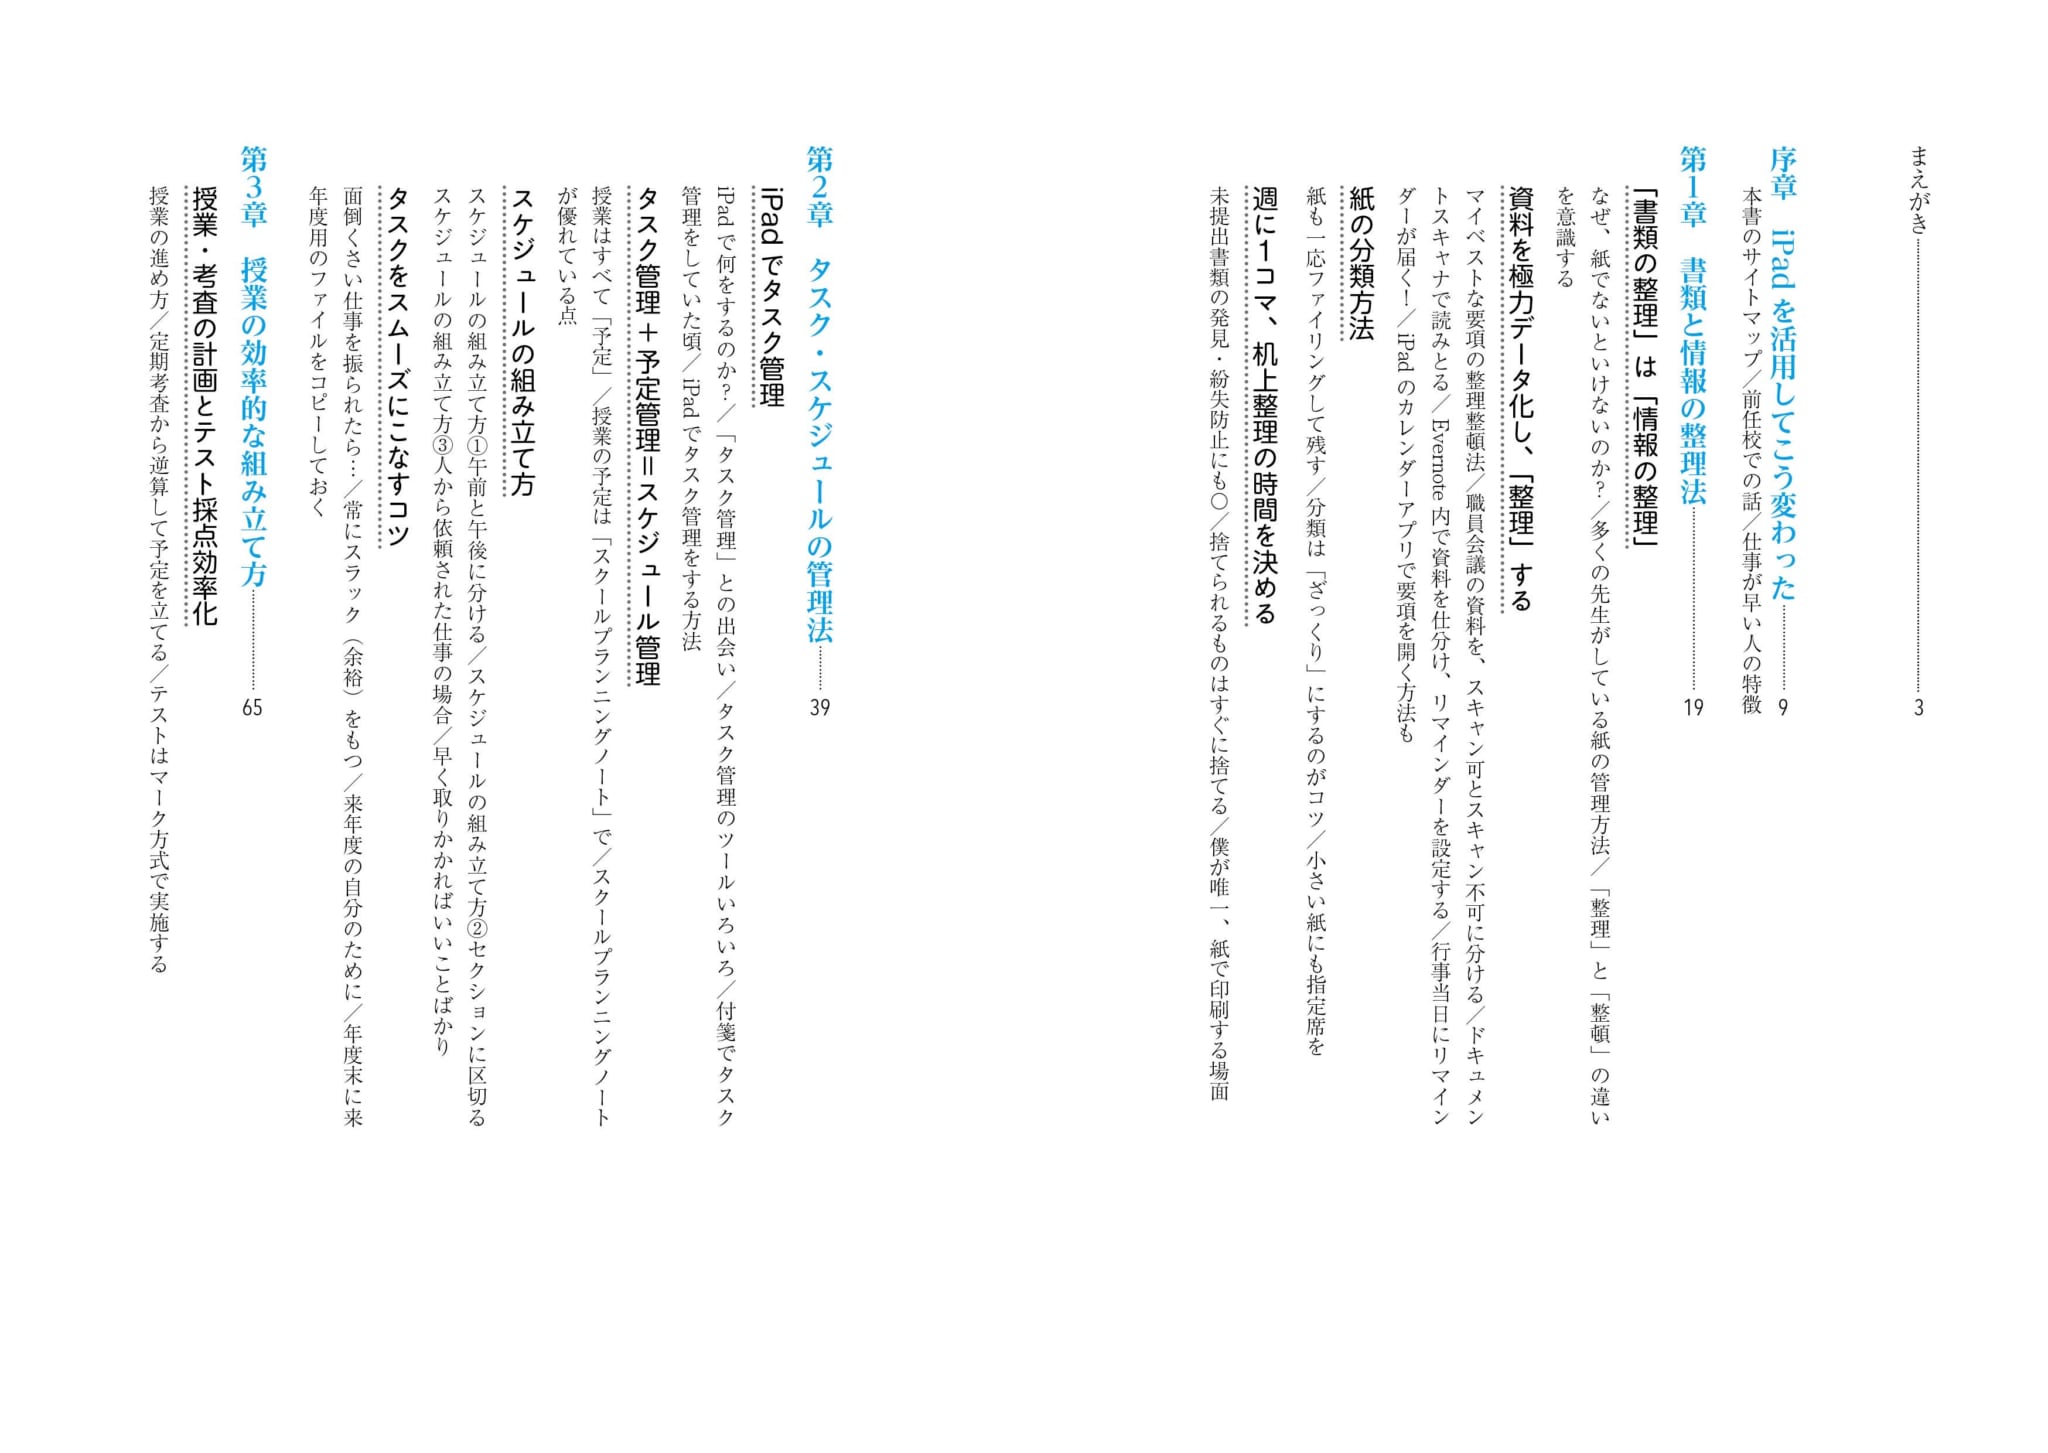 まえがき 3
序章　iPadを活用してこう変わった 9
本書のサイトマップ／前任校での話／仕事が早い人の特徴
第1章　書類と情報の整理法 19
「書類の整理」は「情報の整理」
なぜ、紙でないといけないのか?／多くの先生がしている紙の管理方法／「整理」と「整頓」の違い
を意識する
資料を極力データ化し、「整理」する
マイベストな要項の整理整頓法／職員会議の資料を、スキャン可とスキャン不可に分ける／ドキュメン
トスキャナで読みとる／Evernote内で資料を仕分け、リマインダーを設定する／行事当日にリマイン
ダーが届く!／iPadのカレンダーアプリで要項を開く方法も
紙の分類方法
紙も一応ファイリングして残す／分類は「ざっくり」にするのがコツ／小さい紙にも指定席を
週に1コマ、机上整理の時間を決める
未提出書類の発見・紛失防止にも○／捨てられるものはすぐに捨てる／僕が唯一、紙で印刷する場面
第2章　タスク・スケジュールの管理法 39
iPadでタスク管理
iPadで何をするのか?／「タスク管理」との出会い／タスク管理のツールいろいろ／付箋でタスク
管理をしていた頃／iPadでタスク管理をする方法
タスク管理＋予定管理＝スケジュール管理
授業はすべて「予定」／授業の予定は「スクールプランニングノート」で／スクールプランニングノート
が優れている点
スケジュールの組み立て方
スケジュールの組み立て方①午前と午後に分ける／スケジュールの組み立て方②セクションに区切る
スケジュールの組み立て方③人から依頼された仕事の場合／早く取りかかればいいことばかり
タスクをスムーズにこなすコツ
面倒くさい仕事を振られたら…／常にスラック（余裕）をもつ／来年度の自分のために／年度末に来
年度用のファイルをコピーしておく
第3章　授業の効率的な組み立て方 65
授業・考査の計画とテスト採点効率化
授業の進め方／定期考査から逆算して予定を立てる／テストはマーク方式で実施する